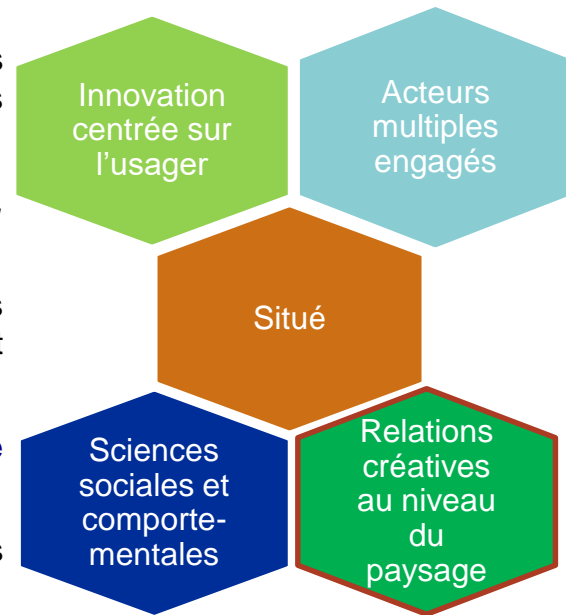 Innovation
centrée sur
l'usager
Acteurs
multiples
engagés
Situé
Sciences
sociales et
comporte-
mentales
Relations
créatives
au niveau
du
paysage